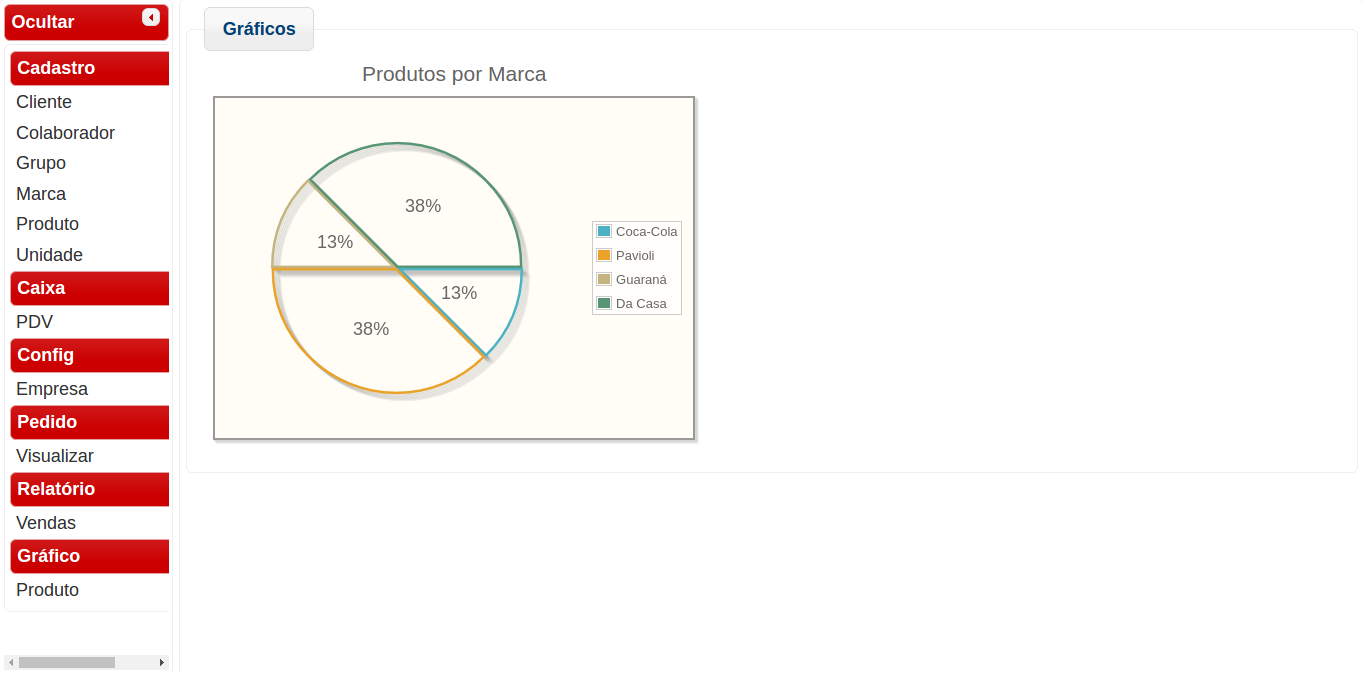 Ocultar
Cadastro
Cliente
Colaborador
Grupo
Marca
Produto
Unidade
Caixa
PDV
Config
Empresa
Pedido
Visualizar
Relatório
Vendas
Gráfico
Produto
Gráficos
Produtos por Marca
38%
13%
13%
38%
Coca-Cola
Pavioli
Guaraná
Da Casa